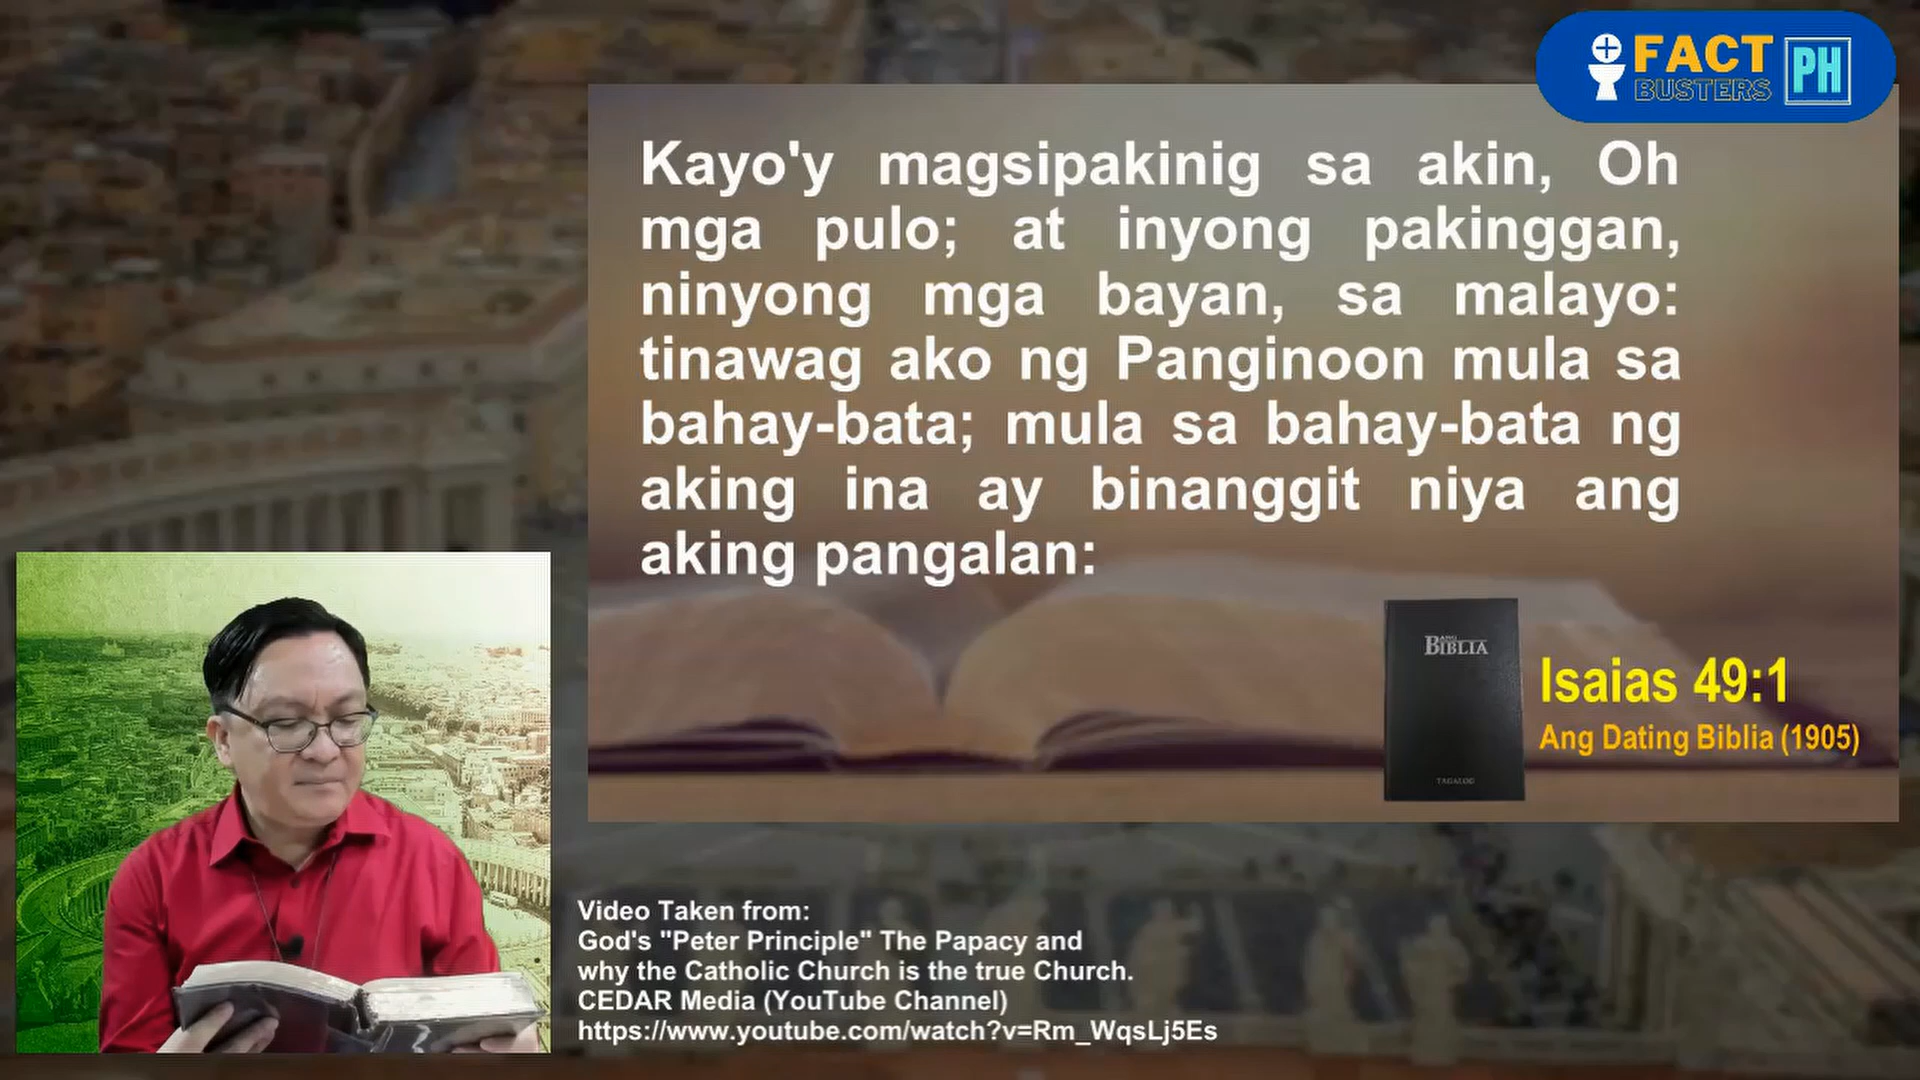 FACT
BUSTERS
PH
Kayo'y magsipakinig sa akin, Oh
mga pulo; at inyong pakinggan,
ninyong mga bayan, sa malayo:
tinawag ako ng Panginoon mula sa
bahay-bata; mula sa bahay-bata ng
aking ina ay binanggit niya ang
aking pangalan:
ANG
BIBLIA
TAGALOG
Isaias 49:1
Ang Dating Biblia (1905)
Video Taken from:
God's "Peter Principle" The Papacy and
why the Catholic Church is the true Church.
CEDAR Media (YouTube Channel)
https://www.youtube.com/watch?v=Rm_WqsLj5Es